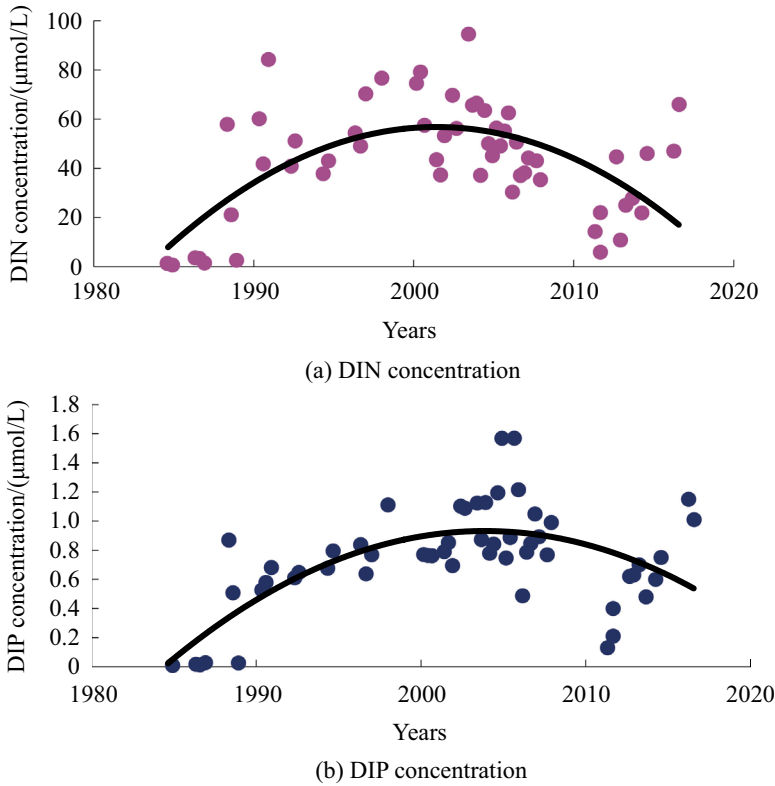 DIN concentration/(μmol/L)
100
80
60
40
20
0
1980 1990 2000 2010 2020
Years
(a) DIN concentration
DIP concentration/(μmol/L)
1.8
1.6
1.4
1.2
1.0
0.8
0.6
0.4
0.2
0
1980 1990 2000 2010 2020
Years
(b) DIP concentration